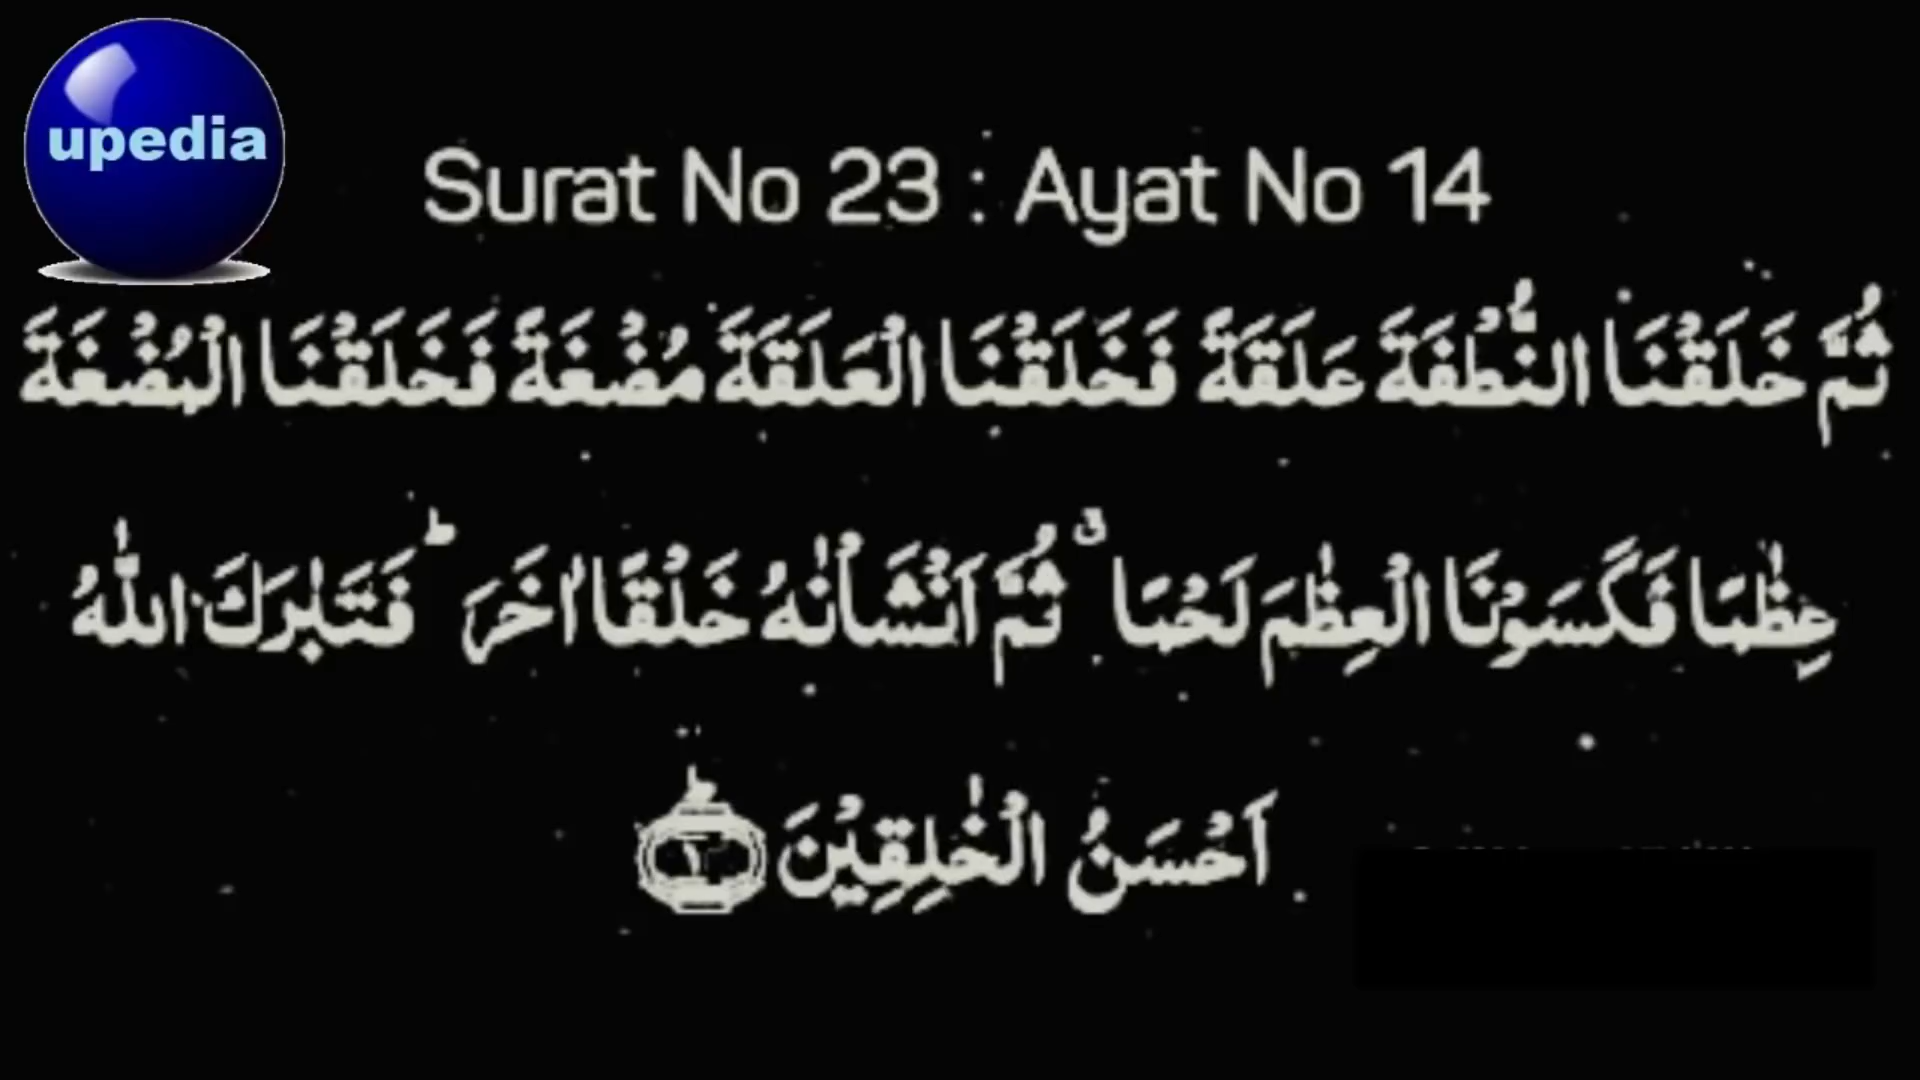 upedia
Surat No 23 : Ayat No 14
ثُمَّ خَلَقْنَا النُّطْفَةَ عَلَقَةً فَخَلَقْنَا الْعَلَقَةَ مُضْغَةً فَخَلَقْنَا الْمُضْغَةَ
عِظٰمًا فَكَسَوْنَا الْعِظٰمَ لَحْمًا ۗ ثُمَّ اَنْشَاْنٰهُ خَلْقًا اٰخَرَ ؕ فَتَبٰرَكَ اللّٰهُ
اَحْسَنُ الْخٰلِقِيْنَ ؕ